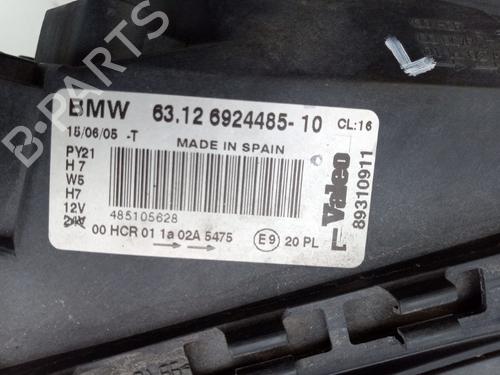 B-PARTS
BMW 63.12 6924485-10 CL:16
15/06/05 -T MADE IN SPAIN
PY21
H7
W5
H7
12V 485105628
24V 00 HCR 01 1a 02A 5475 E9 20 PL
L Valeo
89310911